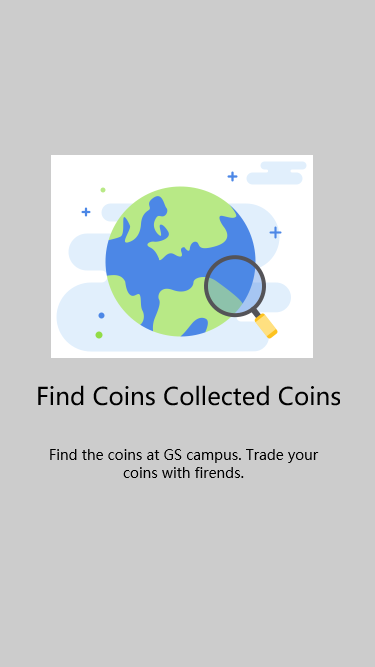 Find Coins Collected Coins
Find the coins at GS campus. Trade your
coins with firends.